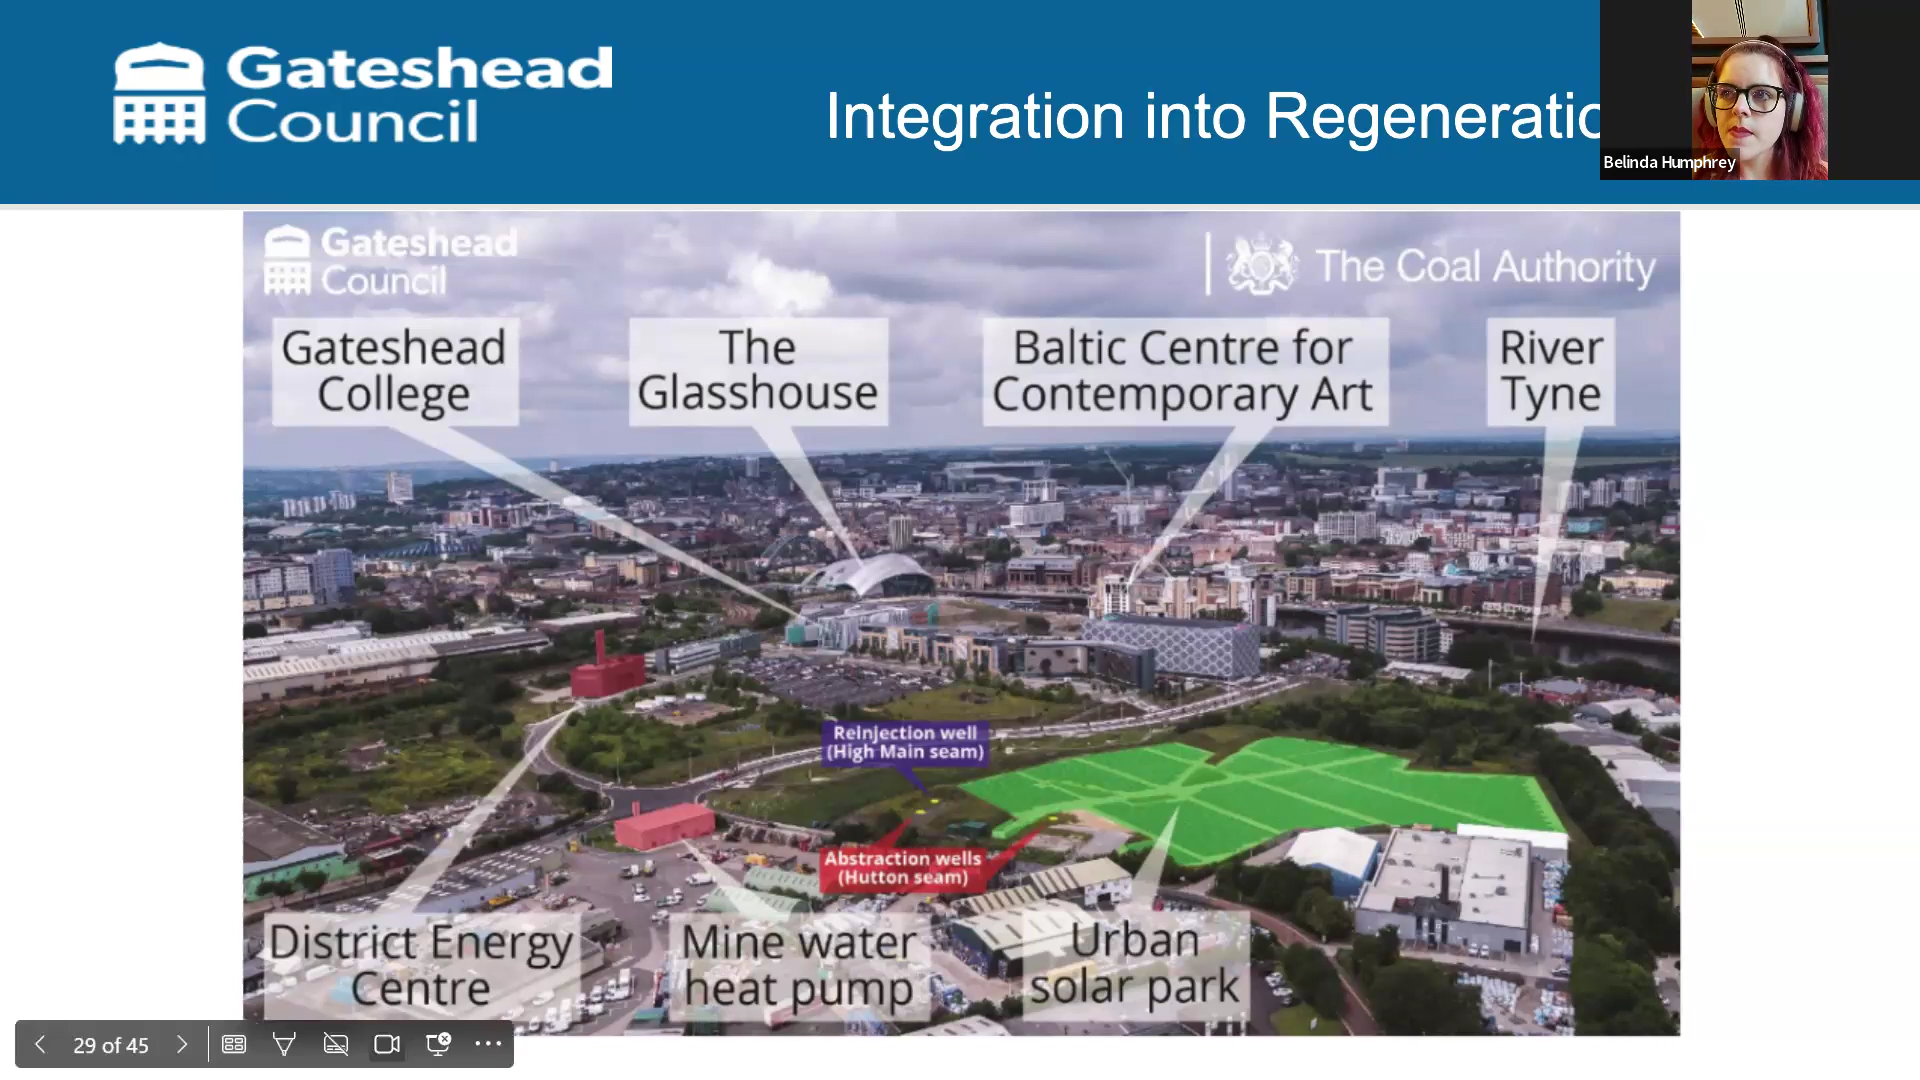 Gateshead
Council
Integration into Regeneratio
Belinda Humphrey
Gateshead
Council
The Coal Authority
Gateshead
College
The
Glasshouse
Baltic Centre for
Contemporary Art
River
Tyne
Reinjection well
(High Main seam)
Abstraction wells
(Hutton seam)
District Energy
Centre
Mine water
heat pump
Urban
solar park
29 of 45